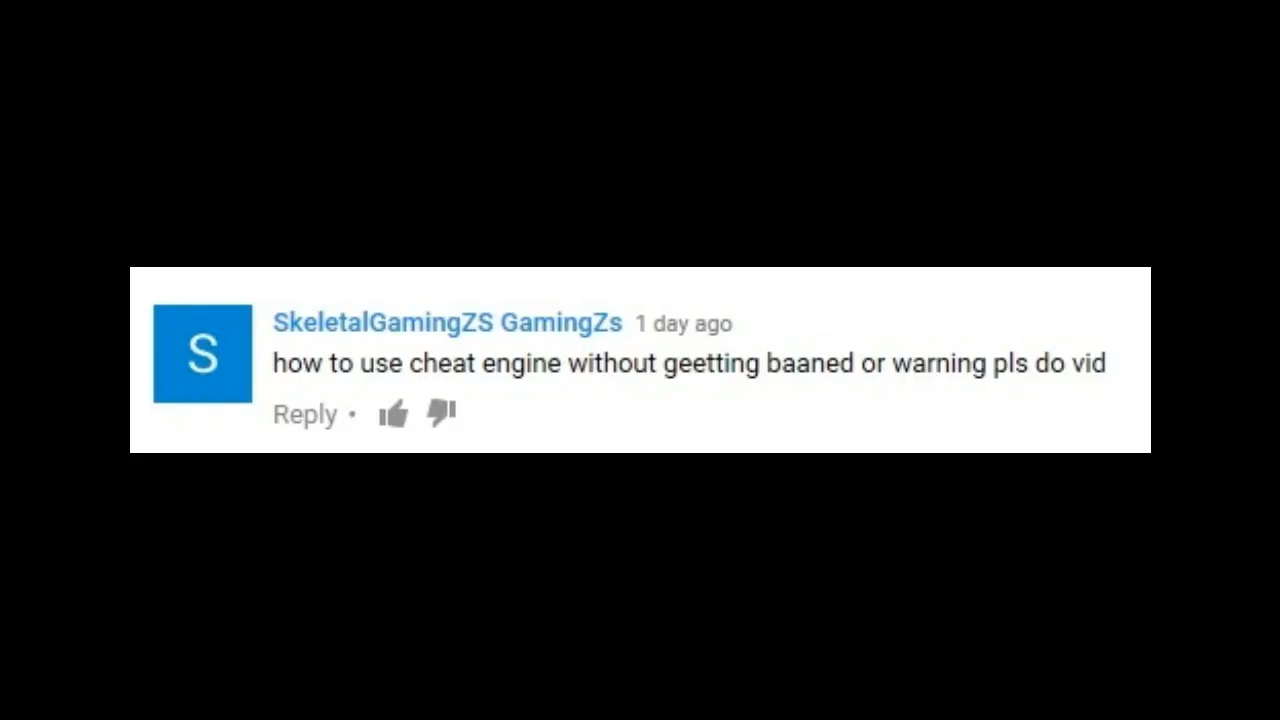 S
SkeletalGamingZS GamingZs 1 day ago
how to use cheat engine without geetting baaned or warning pls do vid
Reply •